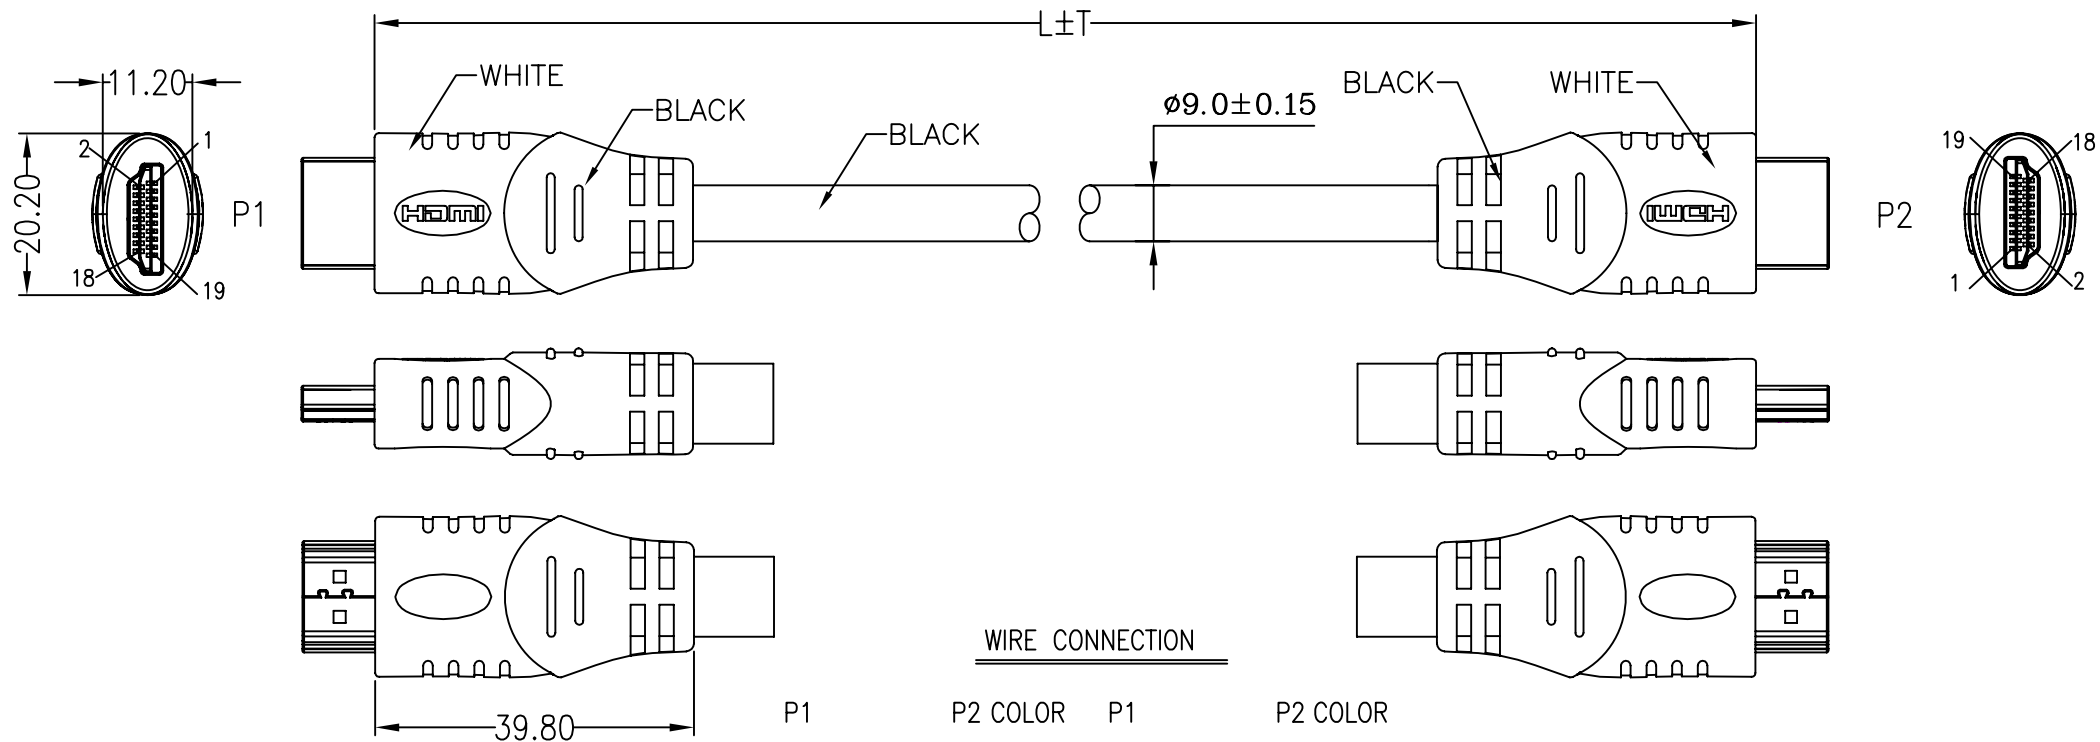 L±T
11.20
WHITE
BLACK
BLACK
ø9.0±0.15
BLACK
WHITE
2
1
19
18
20.20
HDMI
P1
HDMI
P2
18
19
1
2
WIRE CONNECTION
P1 P2 COLOR P1 P2 COLOR
39.80